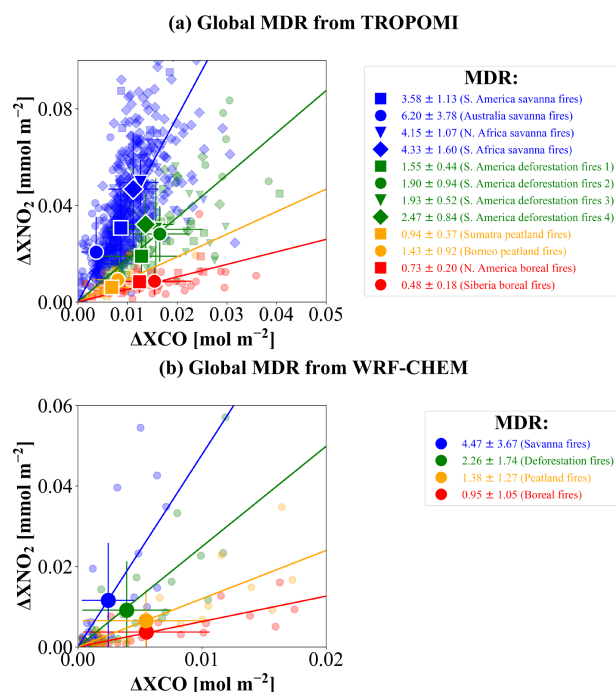 (a) Global MDR from TROPOMI
ΔXNO₂ [mmol m⁻²]
0.08
0.04
0.00
0.00 0.01 0.02 0.03 0.04 0.05
ΔXCO [mol m⁻²]
MDR:
3.58 ± 1.13 (S. America savanna fires)
6.20 ± 3.78 (Australia savanna fires)
4.15 ± 1.07 (N. Africa savanna fires)
4.33 ± 1.60 (S. Africa savanna fires)
1.55 ± 0.44 (S. America deforestation fires 1)
1.90 ± 0.94 (S. America deforestation fires 2)
1.93 ± 0.52 (S. America deforestation fires 3)
2.47 ± 0.84 (S. America deforestation fires 4)
0.94 ± 0.37 (Sumatra peatland fires)
1.43 ± 0.92 (Borneo peatland fires)
0.73 ± 0.20 (N. America boreal fires)
0.48 ± 0.18 (Siberia boreal fires)
(b) Global MDR from WRF-CHEM
ΔXNO₂ [mmol m⁻²]
0.06
0.04
0.02
0.00
0.00 0.01 0.02
ΔXCO [mol m⁻²]
MDR:
4.47 ± 3.67 (Savanna fires)
2.26 ± 1.74 (Deforestation fires)
1.38 ± 1.27 (Peatland fires)
0.95 ± 1.05 (Boreal fires)